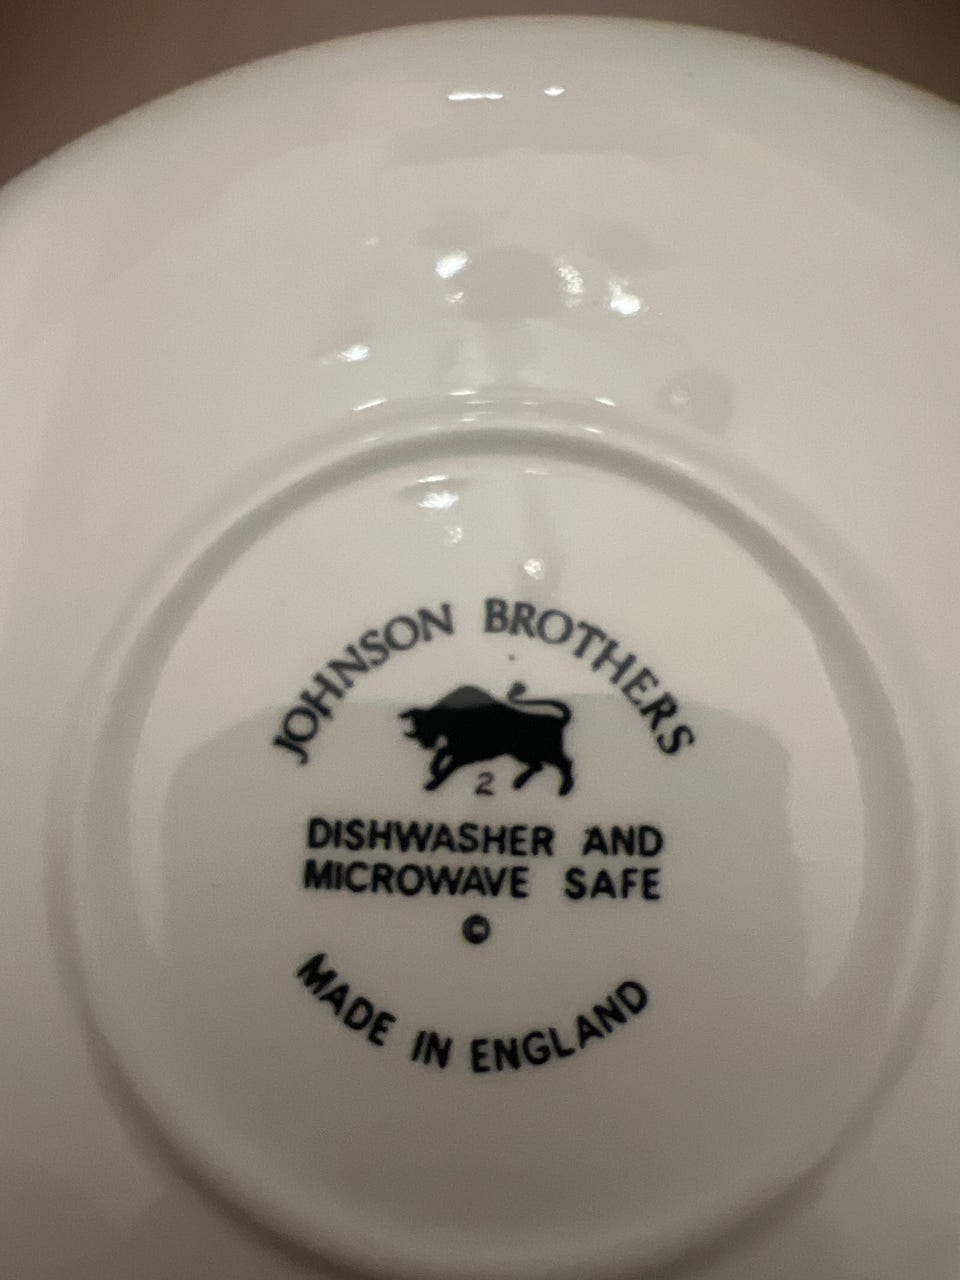 JOHNSON BROTHERS
2
DISHWASHER AND
MICROWAVE SAFE
©
MADE IN ENGLAND